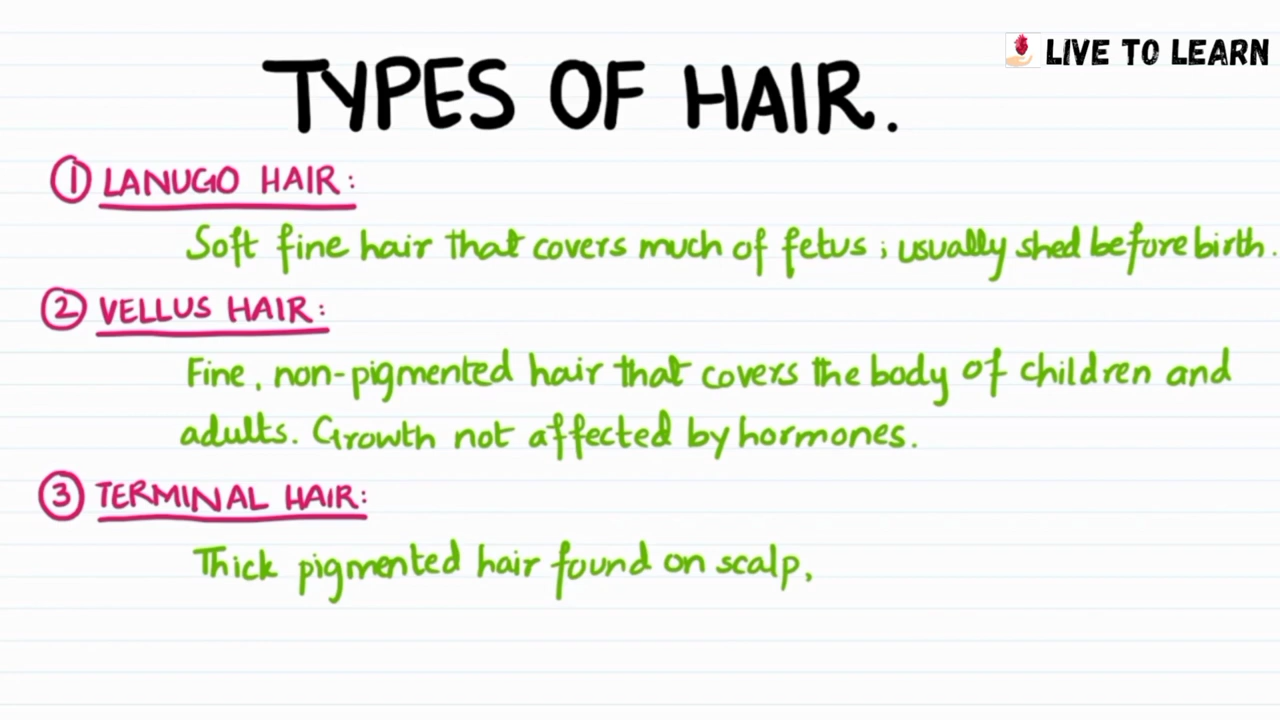 LIVE TO LEARN
TYPES OF HAIR.
① LANUGO HAIR:
Soft fine hair that covers much of fetus; usually shed before birth.
② VELLUS HAIR:
Fine, non-pigmented hair that covers the body of children and
adults. Growth not affected by hormones.
③ TERMINAL HAIR:
Thick pigmented hair found on scalp,